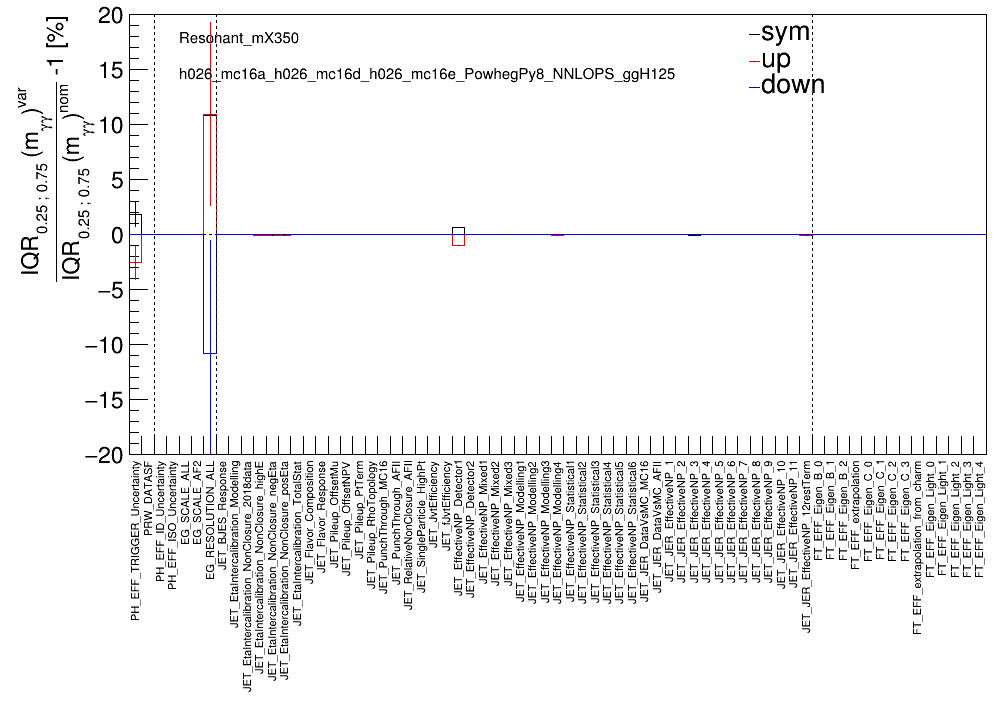 Resonant_mX350
h026_mc16a_h026_mc16d_h026_mc16e_PowhegPy8_NNLOPS_ggH125
sym
up
down
IQR0.25 ; 0.75 (mγγ)var
IQR0.25 ; 0.75 (mγγ)nom
-1 [%]
20
15
10
5
0
−5
−10
−15
−20
PH_EFF_TRIGGER_Uncertainty
PRW_DATASF
PH_EFF_ID_Uncertainty
PH_EFF_ISO_Uncertainty
EG_SCALE_ALL
EG_SCALE_AF2
EG_RESOLUTION_ALL
JET_BJES_Response
JET_EtaIntercalibration_Modelling
JET_EtaIntercalibration_NonClosure_2018data
JET_EtaIntercalibration_NonClosure_highE
JET_EtaIntercalibration_NonClosure_negEta
JET_EtaIntercalibration_NonClosure_posEta
JET_EtaIntercalibration_TotalStat
JET_Flavor_Composition
JET_Flavor_Response
JET_Pileup_OffsetMu
JET_Pileup_OffsetNPV
JET_Pileup_PtTerm
JET_Pileup_RhoTopology
JET_PunchThrough_MC16
JET_PunchThrough_AFII
JET_RelativeNonClosure_AFII
JET_SingleParticle_HighPt
JET_JvtEfficiency
JET_fJvtEfficiency
JET_EffectiveNP_Detector1
JET_EffectiveNP_Detector2
JET_EffectiveNP_Mixed1
JET_EffectiveNP_Mixed2
JET_EffectiveNP_Mixed3
JET_EffectiveNP_Modelling1
JET_EffectiveNP_Modelling2
JET_EffectiveNP_Modelling3
JET_EffectiveNP_Modelling4
JET_EffectiveNP_Statistical1
JET_EffectiveNP_Statistical2
JET_EffectiveNP_Statistical3
JET_EffectiveNP_Statistical4
JET_EffectiveNP_Statistical5
JET_EffectiveNP_Statistical6
JET_JER_DataVsMC_MC16
JET_JER_DataVsMC_AFII
JET_JER_EffectiveNP_1
JET_JER_EffectiveNP_2
JET_JER_EffectiveNP_3
JET_JER_EffectiveNP_4
JET_JER_EffectiveNP_5
JET_JER_EffectiveNP_6
JET_JER_EffectiveNP_7
JET_JER_EffectiveNP_8
JET_JER_EffectiveNP_9
JET_JER_EffectiveNP_10
JET_JER_EffectiveNP_11
JET_JER_EffectiveNP_12restTerm
FT_EFF_Eigen_B_0
FT_EFF_Eigen_B_1
FT_EFF_Eigen_B_2
FT_EFF_extrapolation
FT_EFF_Eigen_C_0
FT_EFF_Eigen_C_1
FT_EFF_Eigen_C_2
FT_EFF_Eigen_C_3
FT_EFF_extrapolation_from_charm
FT_EFF_Eigen_Light_0
FT_EFF_Eigen_Light_1
FT_EFF_Eigen_Light_2
FT_EFF_Eigen_Light_3
FT_EFF_Eigen_Light_4